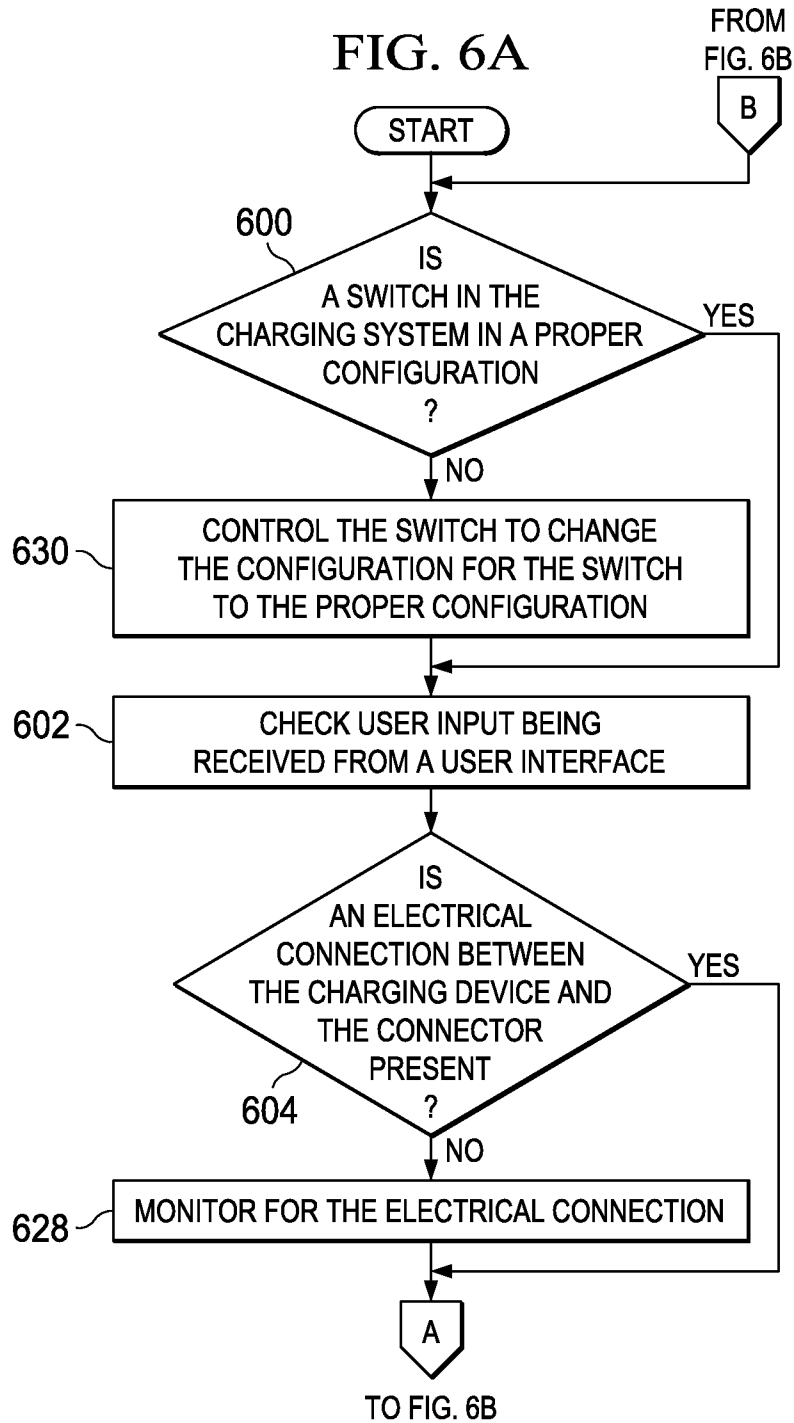 FIG. 6A
FROM
FIG. 6B
B
START
600
IS
A SWITCH IN THE
CHARGING SYSTEM IN A PROPER
CONFIGURATION
?
YES
NO
630
CONTROL THE SWITCH TO CHANGE
THE CONFIGURATION FOR THE SWITCH
TO THE PROPER CONFIGURATION
602
CHECK USER INPUT BEING
RECEIVED FROM A USER INTERFACE
IS
AN ELECTRICAL
CONNECTION BETWEEN
THE CHARGING DEVICE AND
THE CONNECTOR
PRESENT
?
YES
604
NO
628
MONITOR FOR THE ELECTRICAL CONNECTION
A
TO FIG. 6B